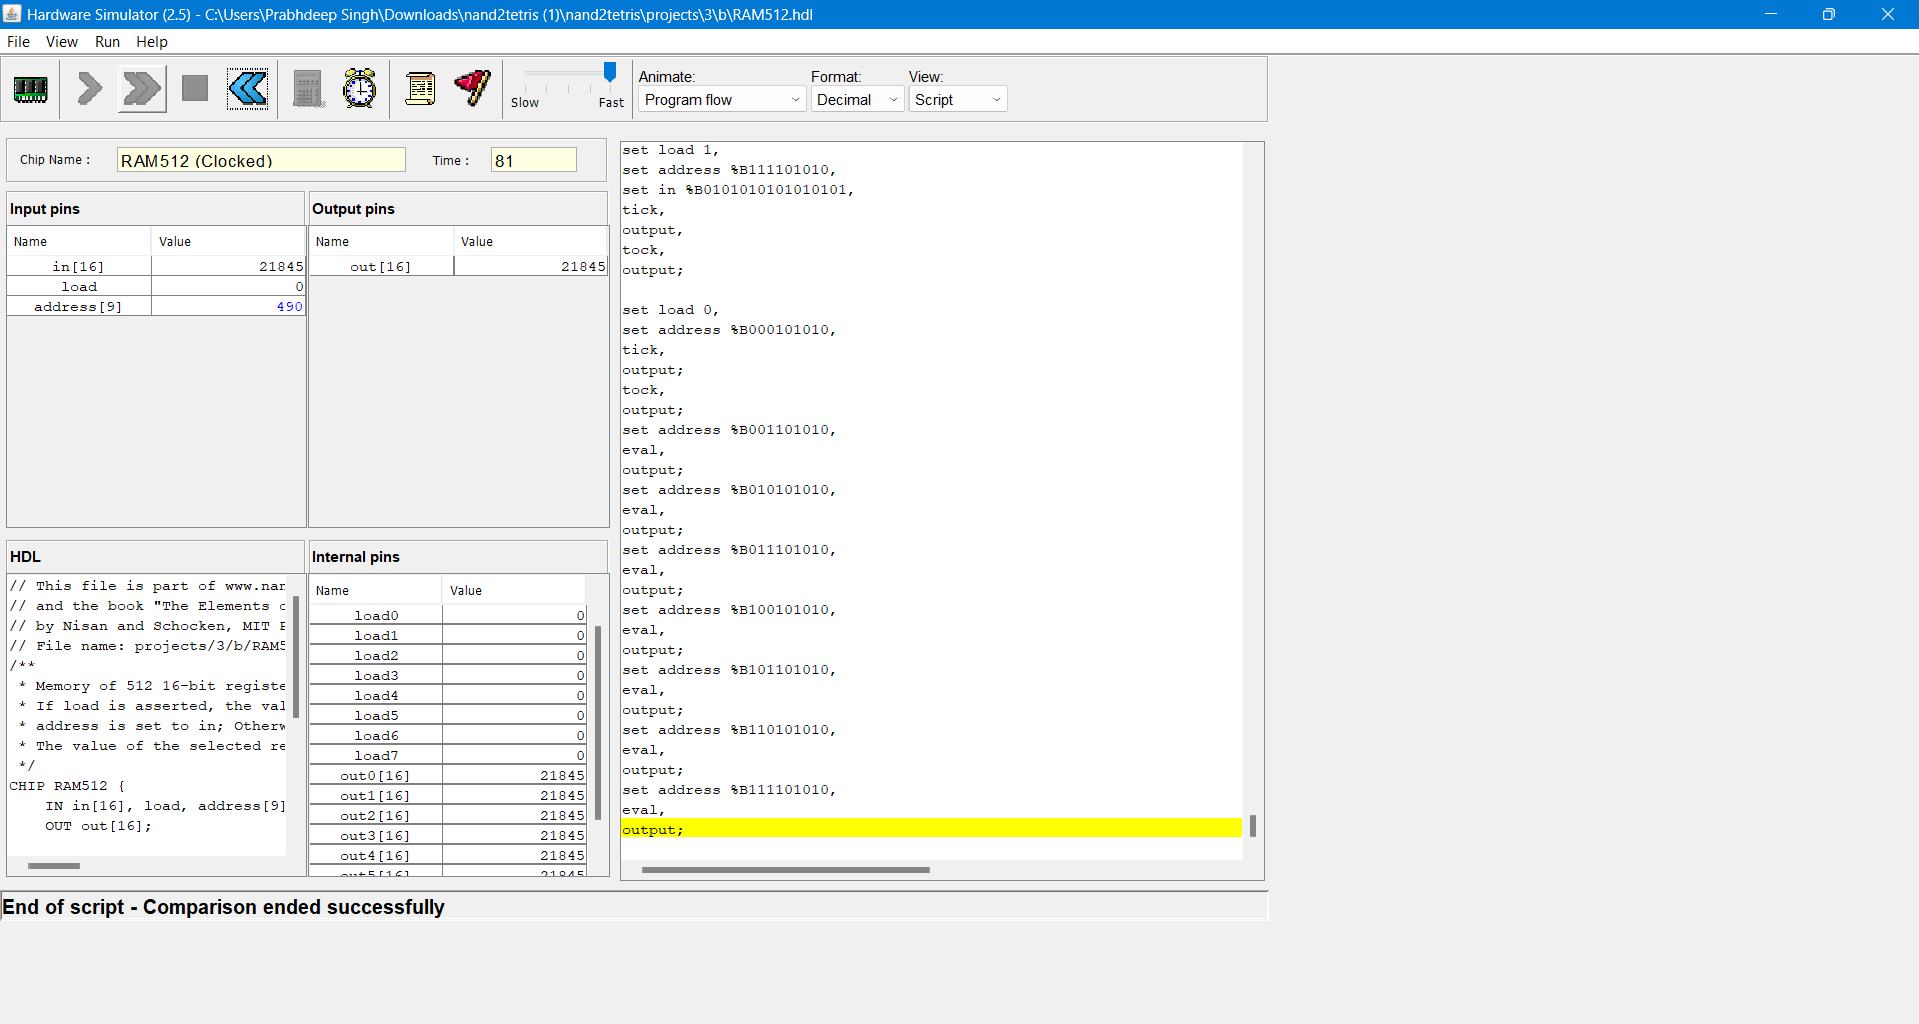 Hardware Simulator (2.5) - C:\Users\Prabhdeep Singh\Downloads\nand2tetris (1)\nand2tetris\projects\3\b\RAM512.hdl
File View Run Help
Slow Fast
Animate: Format: View:
Program flow Decimal Script
Chip Name : RAM512 (Clocked) Time : 81
Input pins
Name Value
in[16] 21845
load 0
address[9] 490
Output pins
Name Value
out[16] 21845
HDL
// This file is part of www.nan
// and the book "The Elements o
// by Nisan and Schocken, MIT P
// File name: projects/3/b/RAM5
/**
* Memory of 512 16-bit registe
* If load is asserted, the val
* address is set to in; Otherw
* The value of the selected re
*/
CHIP RAM512 {
IN in[16], load, address[9]
OUT out[16];
Internal pins
Name Value
load0 0
load1 0
load2 0
load3 0
load4 0
load5 0
load6 0
load7 0
out0[16] 21845
out1[16] 21845
out2[16] 21845
out3[16] 21845
out4[16] 21845
out5[16] 21845
set load 1,
set address %B111101010,
set in %B0101010101010101,
tick,
output,
tock,
output;
set load 0,
set address %B000101010,
tick,
output;
tock,
output;
set address %B001101010,
eval,
output;
set address %B010101010,
eval,
output;
set address %B011101010,
eval,
output;
set address %B100101010,
eval,
output;
set address %B101101010,
eval,
output;
set address %B110101010,
eval,
output;
set address %B111101010,
eval,
output;
End of script - Comparison ended successfully